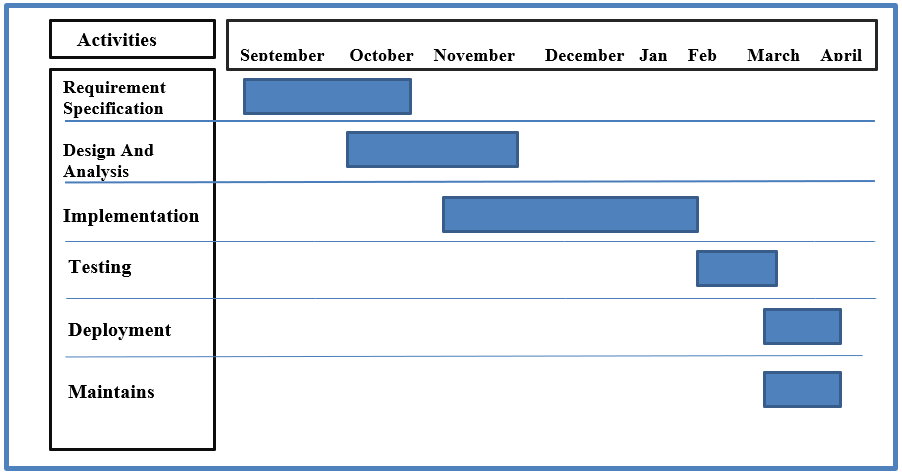 Activities
September October November December Jan Feb March April
Requirement
Specification
Design And
Analysis
Implementation
Testing
Deployment
Maintains